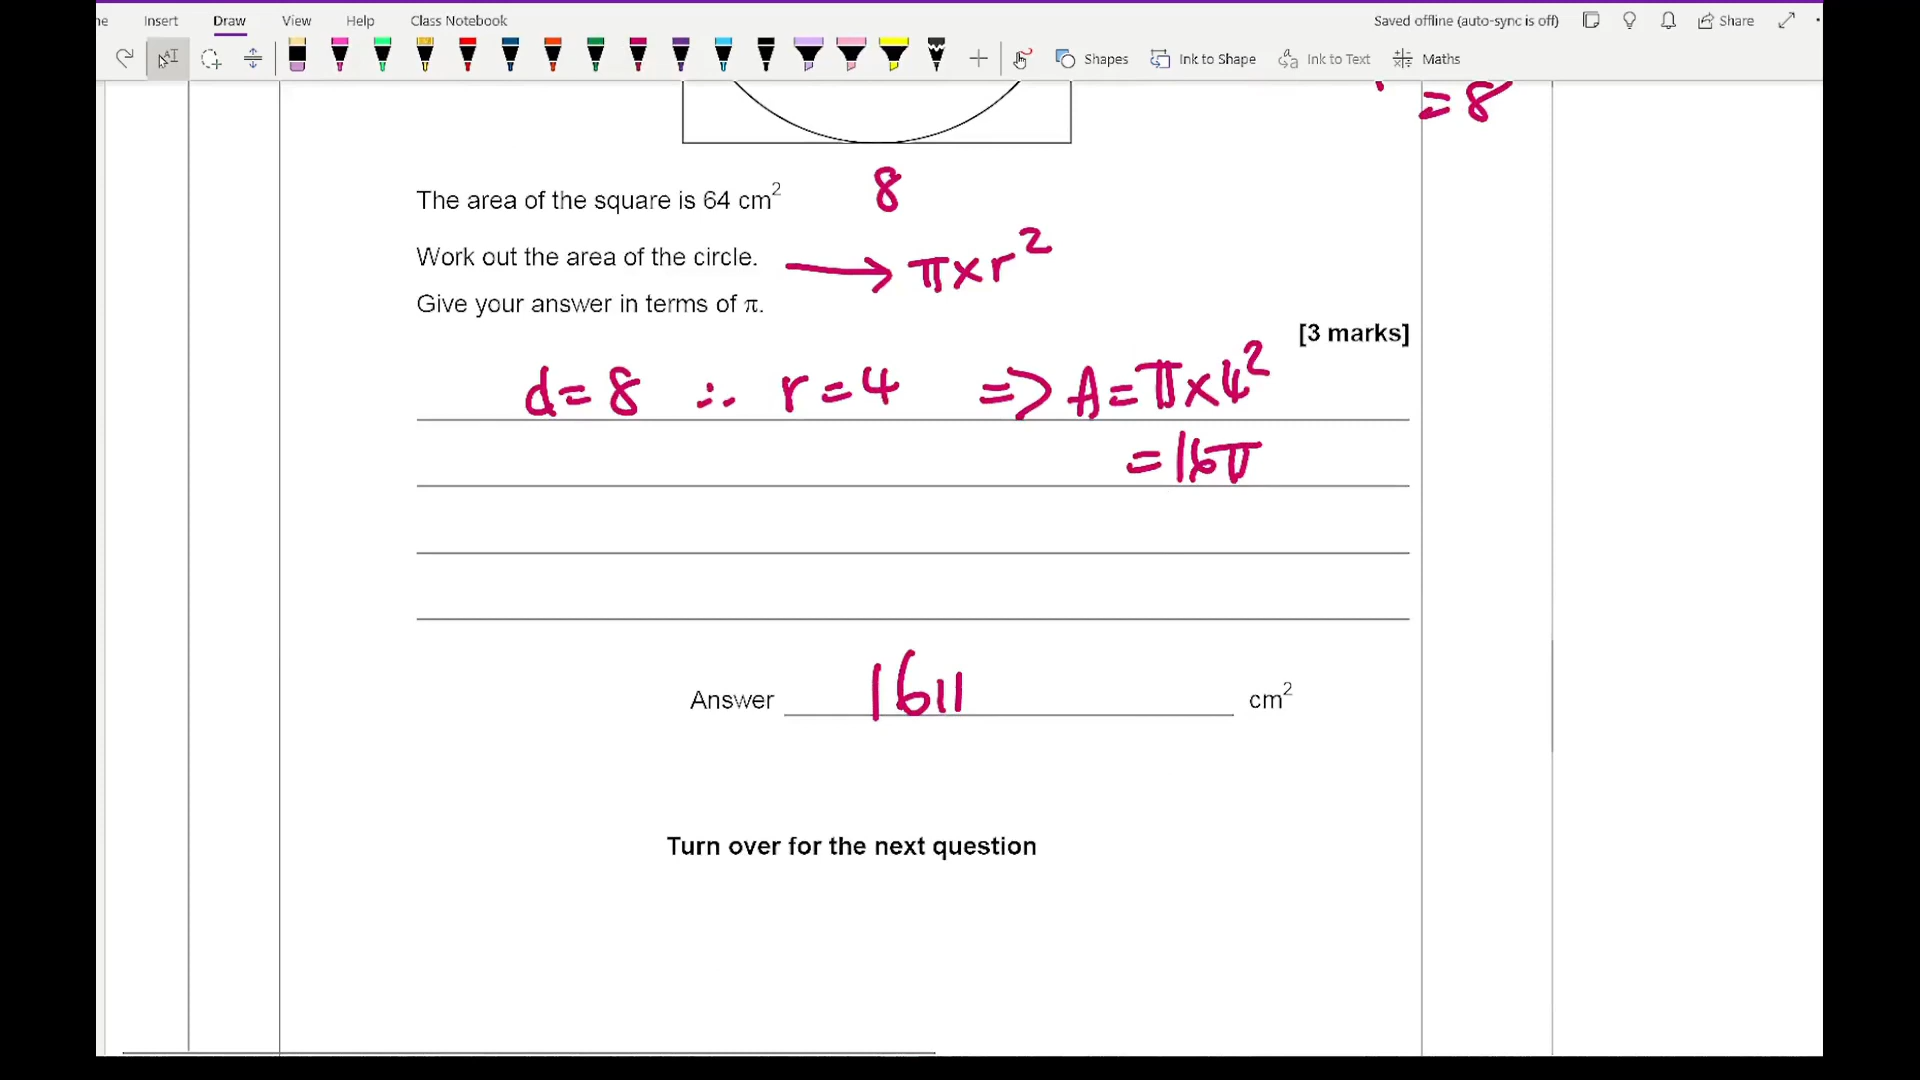 Insert Draw View Help Class Notebook Saved offline (auto-sync is off) Share
Shapes Ink to Shape Ink to Text Maths
=8
8
The area of the square is 64 cm²
Work out the area of the circle. → π×r²
Give your answer in terms of π.
[3 marks]
d=8 ∴ r=4 => A=π×4²
=16π
Answer 16π cm²
Turn over for the next question